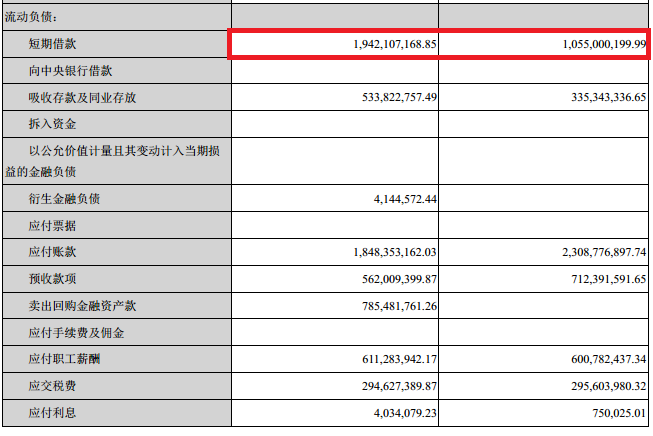 流动负债：
短期借款 1,942,107,168.85 1,055,000,199.99
向中央银行借款
吸收存款及同业存放 533,822,757.49 335,343,336.65
拆入资金
以公允价值计量且其变动计入当期损
益的金融负债
衍生金融负债 4,144,572.44
应付票据
应付账款 1,848,353,162.03 2,308,776,897.74
预收款项 562,009,399.87 712,391,591.65
卖出回购金融资产款 785,481,761.26
应付手续费及佣金
应付职工薪酬 611,283,942.17 600,782,437.34
应交税费 294,627,389.87 295,603,980.32
应付利息 4,034,079.23 750,025.01